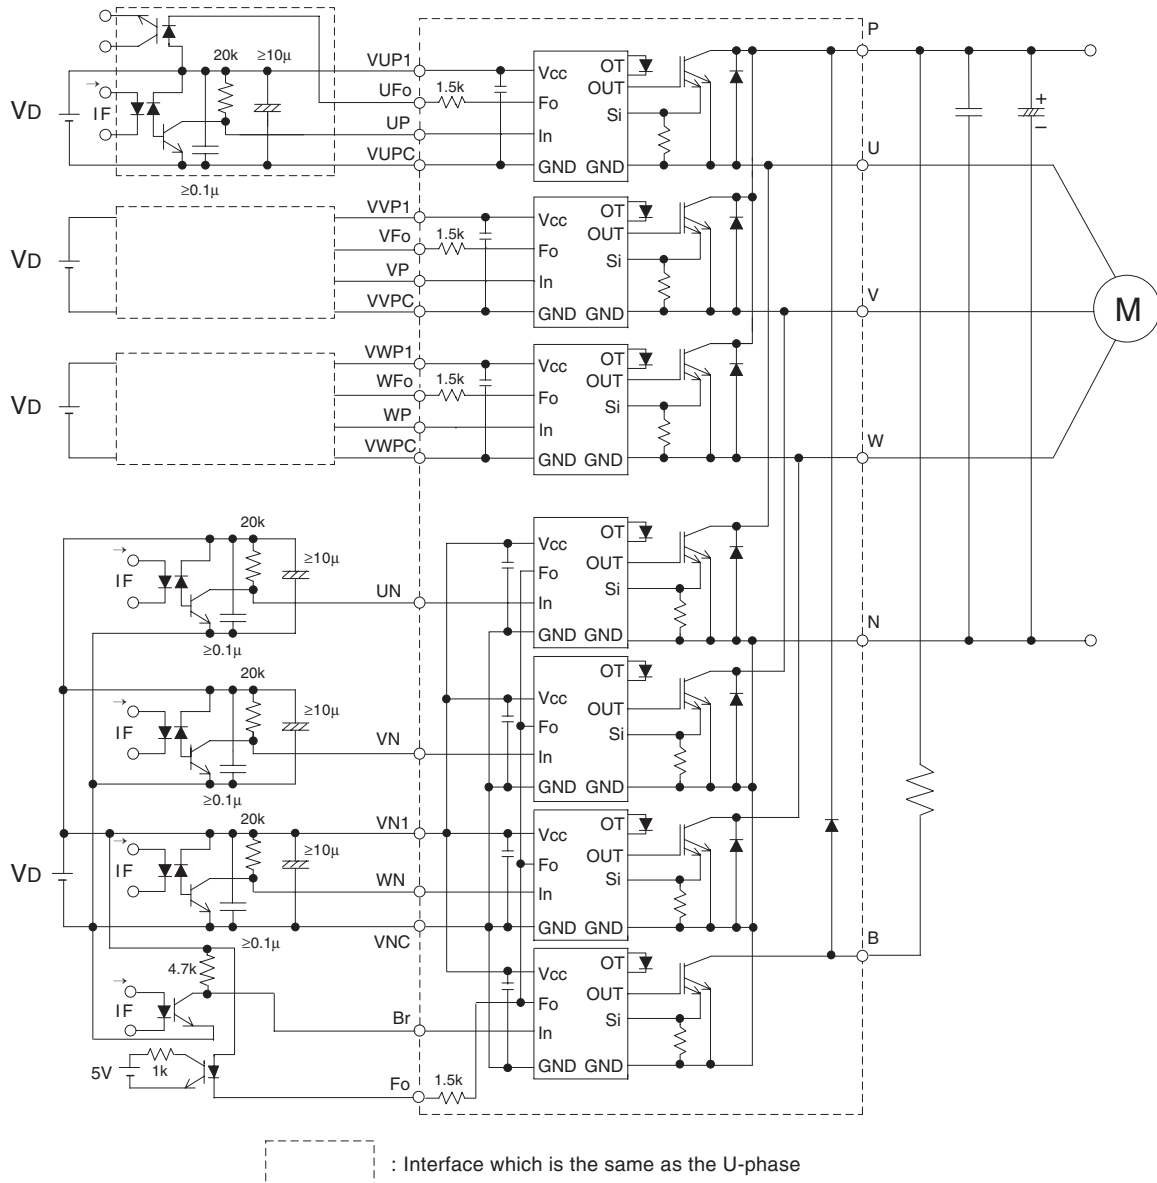 P
20k
≥10µ
VUP1
UFo
1.5k
UP
VUPC
≥0.1µ
VD
IF
Vcc
Fo
In
GND GND
OT
OUT
Si
+
–
U
VVP1
VFo
1.5k
VP
VVPC
VD
Vcc
Fo
In
GND GND
OT
OUT
Si
V
M
VWP1
WFo
1.5k
WP
VWPC
VD
Vcc
Fo
In
GND GND
OT
OUT
Si
W
20k
≥10µ
IF
UN
≥0.1µ
Vcc
Fo
In
GND GND
OT
OUT
Si
N
20k
≥10µ
IF
VN
≥0.1µ
Vcc
Fo
In
GND GND
OT
OUT
Si
20k
VN1
≥10µ
IF
VD
WN
VNC
≥0.1µ
Vcc
Fo
In
GND GND
OT
OUT
Si
B
4.7k
IF
Br
5V
1k
Fo
1.5k
Vcc
Fo
In
GND GND
OT
OUT
Si
: Interface which is the same as the U-phase